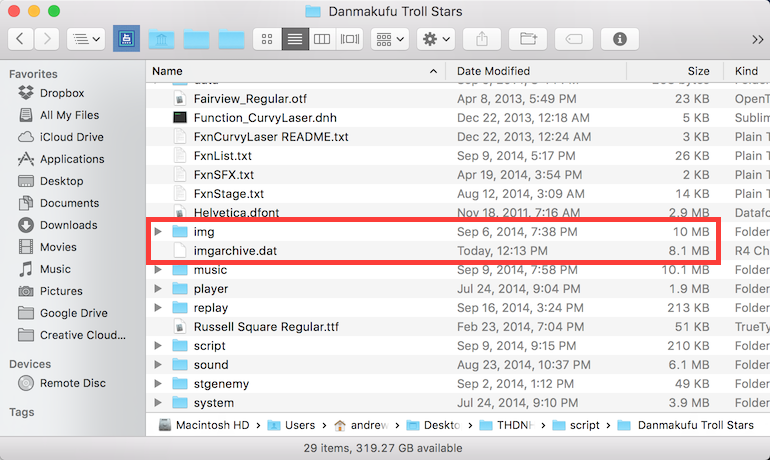 Danmakufu Troll Stars
Favorites
Dropbox
All My Files
iCloud Drive
Applications
Desktop
Documents
Downloads
Movies
Music
Pictures
Google Drive
Creative Cloud...
Devices
Remote Disc
Tags
Name Date Modified Size Kind
Fairview_Regular.otf Apr 8, 2013, 5:49 PM 23 KB OpenT
Function_CurvyLaser.dnh Dec 22, 2013, 12:18 AM 5 KB Subli
FxnCurvyLaser README.txt Dec 22, 2013, 12:24 AM 3 KB Plain T
FxnList.txt Sep 9, 2014, 5:17 PM 26 KB Plain T
FxnSFX.txt Apr 19, 2014, 3:54 PM 2 KB Plain T
FxnStage.txt Aug 12, 2014, 3:09 AM 14 KB Plain T
Helvetica.dfont Nov 18, 2011, 7:16 AM 2.9 MB Datafo
img Sep 6, 2014, 7:38 PM 10 MB Folder
imgarchive.dat Today, 12:13 PM 8.1 MB R4 Ch
music Sep 9, 2014, 7:58 PM 10.1 MB Folder
player Jul 24, 2014, 9:04 PM 1.9 MB Folder
replay Sep 16, 2014, 3:24 PM 213 KB Folder
Russell Square Regular.ttf Feb 23, 2014, 7:04 PM 51 KB TrueTy
script Sep 9, 2014, 9:15 PM 210 KB Folder
sound Aug 23, 2014, 10:37 PM 6.1 MB Folder
stgenemy Sep 2, 2014, 1:12 PM 49 KB Folder
system Jul 24, 2014, 9:10 PM 3.9 MB Folder
Macintosh HD Users andrew Deskto THDNH script Danmakufu Troll Stars
29 items, 319.27 GB available